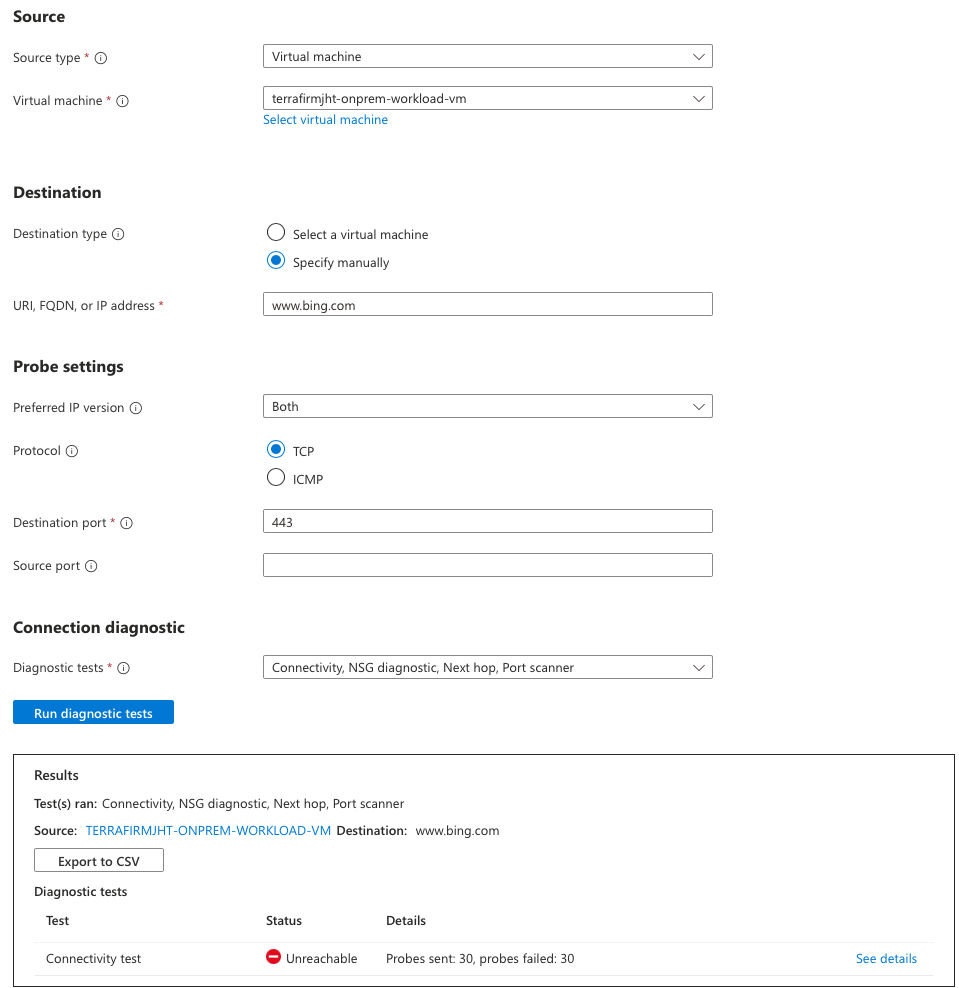 Source
Source type *
Virtual machine
Virtual machine *
terrafirmjht-onprem-workload-vm
Select virtual machine
Destination
Destination type
Select a virtual machine
Specify manually
URI, FQDN, or IP address *
www.bing.com
Probe settings
Preferred IP version
Both
Protocol
TCP
ICMP
Destination port *
443
Source port
Connection diagnostic
Diagnostic tests *
Connectivity, NSG diagnostic, Next hop, Port scanner
Run diagnostic tests
Results
Test(s) ran: Connectivity, NSG diagnostic, Next hop, Port scanner
Source: TERRAFIRMJHT-ONPREM-WORKLOAD-VM Destination: www.bing.com
Export to CSV
Diagnostic tests
Test Status Details
Connectivity test Unreachable Probes sent: 30, probes failed: 30 See details